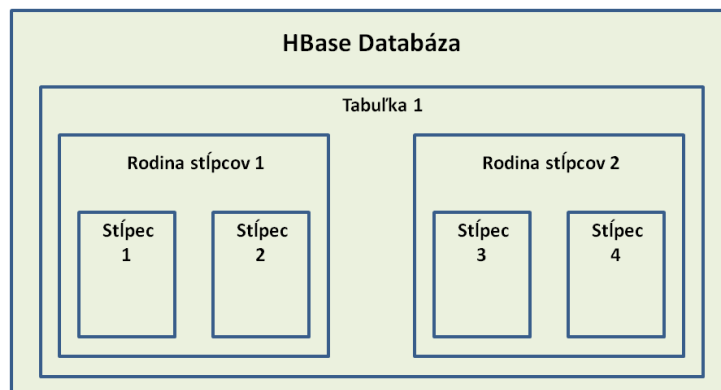 HBase Databáza
Tabuľka 1
Rodina stĺpcov 1
Rodina stĺpcov 2
Stĺpec
1
Stĺpec
2
Stĺpec
3
Stĺpec
4